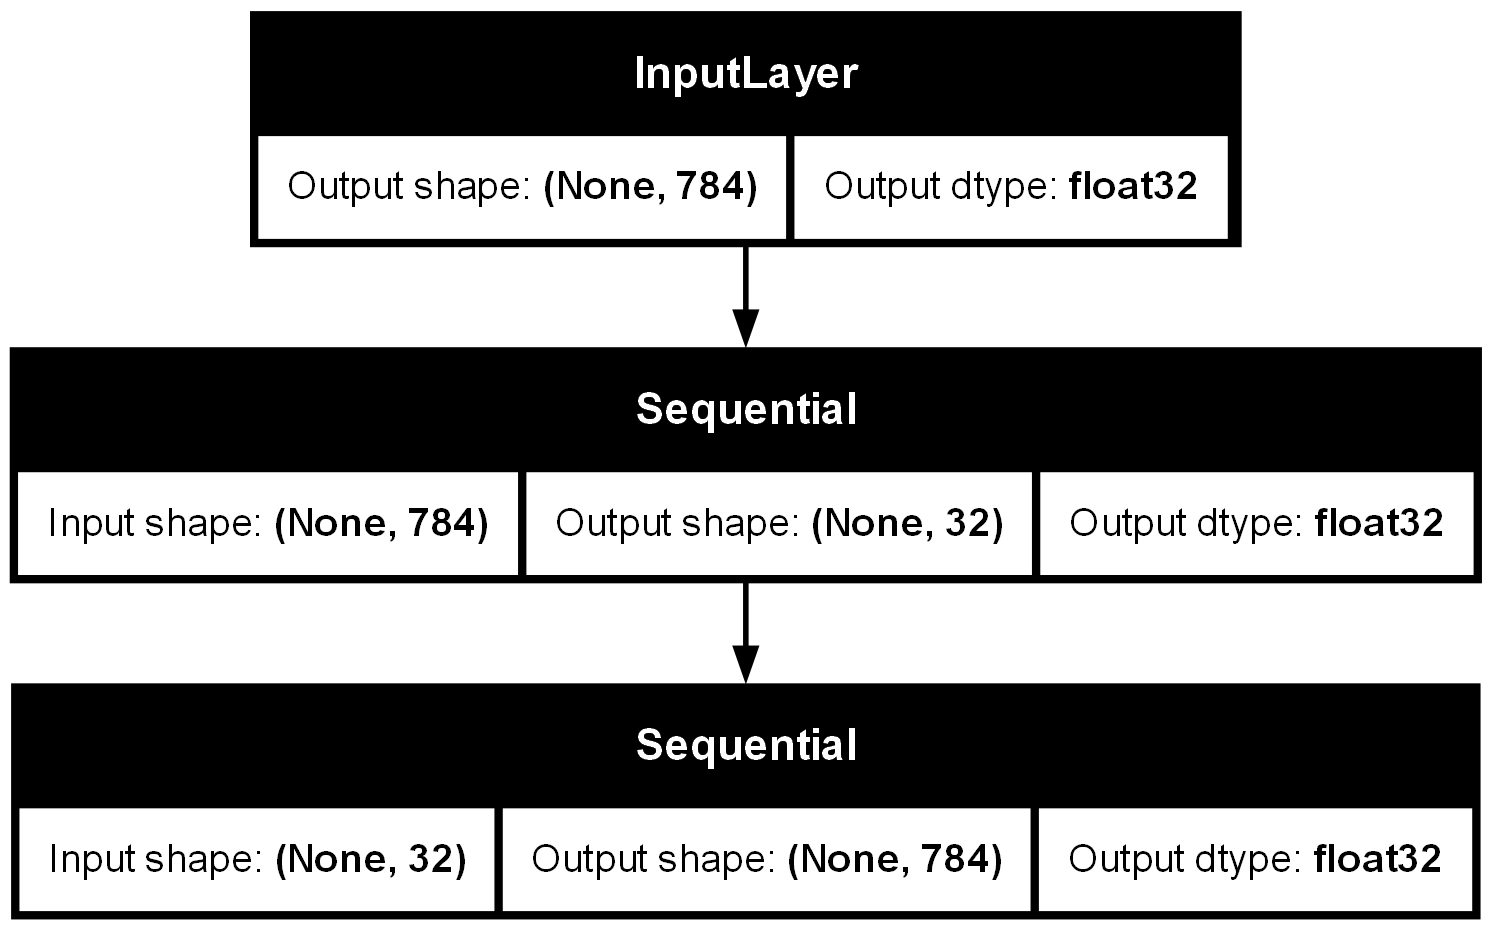 InputLayer
Output shape: (None, 784) Output dtype: float32
Sequential
Input shape: (None, 784) Output shape: (None, 32) Output dtype: float32
Sequential
Input shape: (None, 32) Output shape: (None, 784) Output dtype: float32